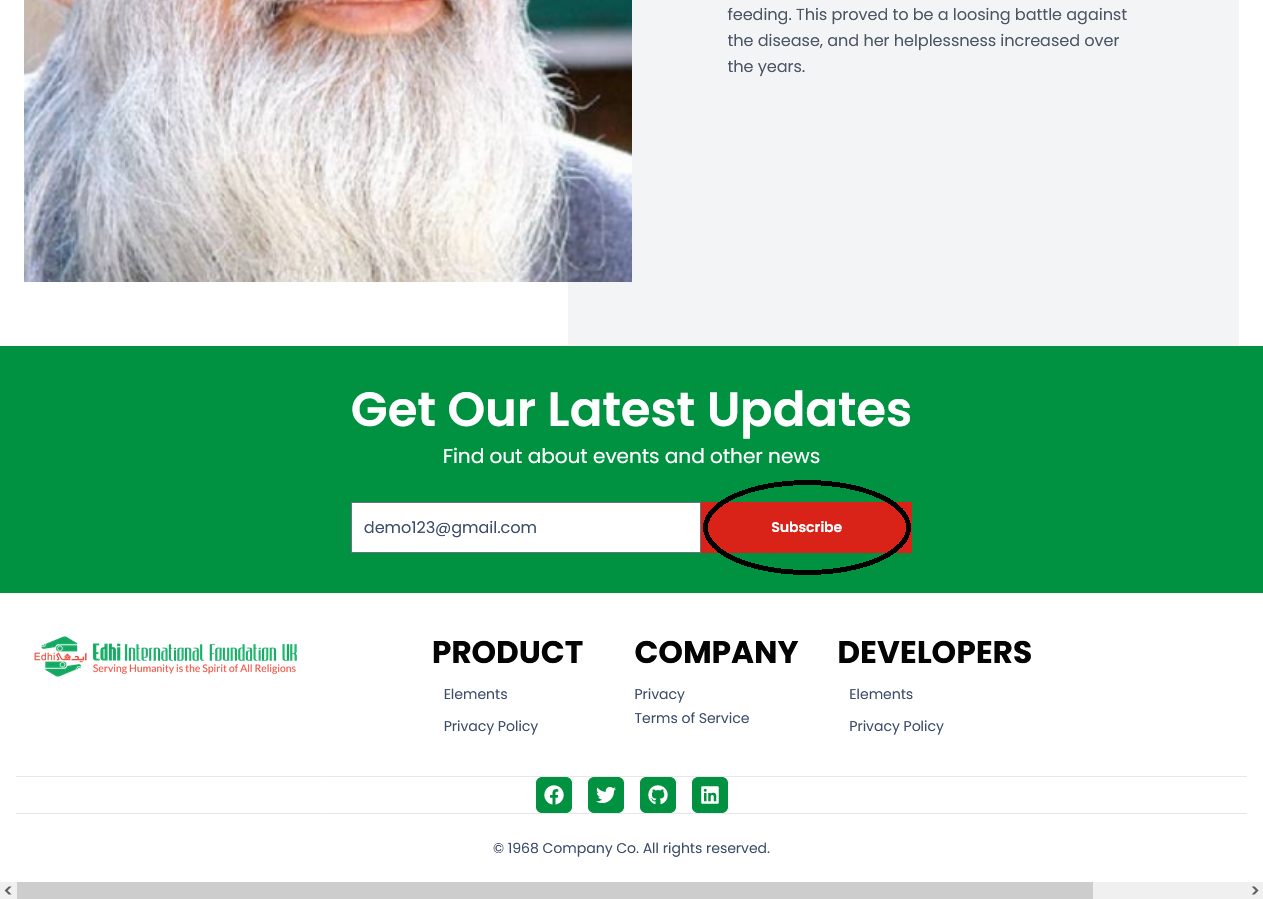 feeding. This proved to be a loosing battle against
the disease, and her helplessness increased over
the years.
Get Our Latest Updates
Find out about events and other news
demo123@gmail.com
Subscribe
Edhi ایدھی Edhi International Foundation UK
Serving Humanity is the Spirit of All Religions
PRODUCT
Elements
Privacy Policy
COMPANY
Privacy
Terms of Service
DEVELOPERS
Elements
Privacy Policy
© 1968 Company Co. All rights reserved.